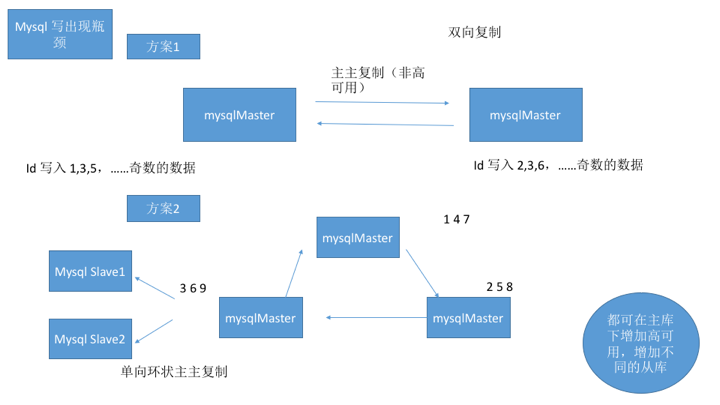 Mysql 写出现瓶
颈
方案1
双向复制
主主复制（非高
可用）
mysqlMaster
mysqlMaster
Id 写入 1,3,5，……奇数的数据
Id 写入 2,3,6，……奇数的数据
方案2
1 4 7
mysqlMaster
Mysql Slave1
3 6 9
2 5 8
mysqlMaster
mysqlMaster
Mysql Slave2
单向环状主主复制
都可在主库
下增加高可
用，增加不
同的从库